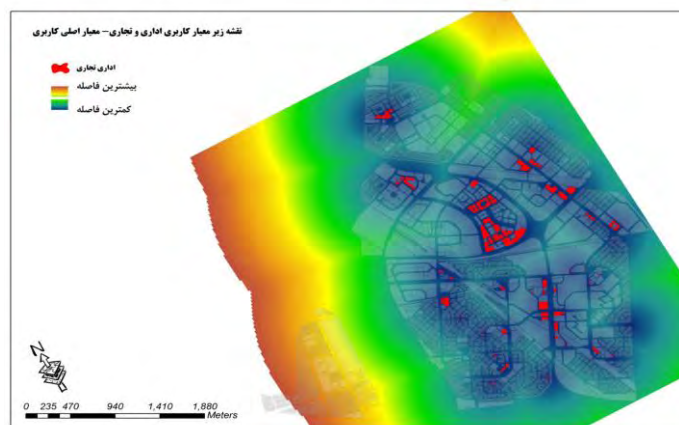 نقشه زیر معیار کاربری اداری و تجاری– معیار اصلی کاربری
اداری تجاری
بیشترین فاصله
کمترین فاصله
N
0 235 470 940 1,410 1,880
Meters